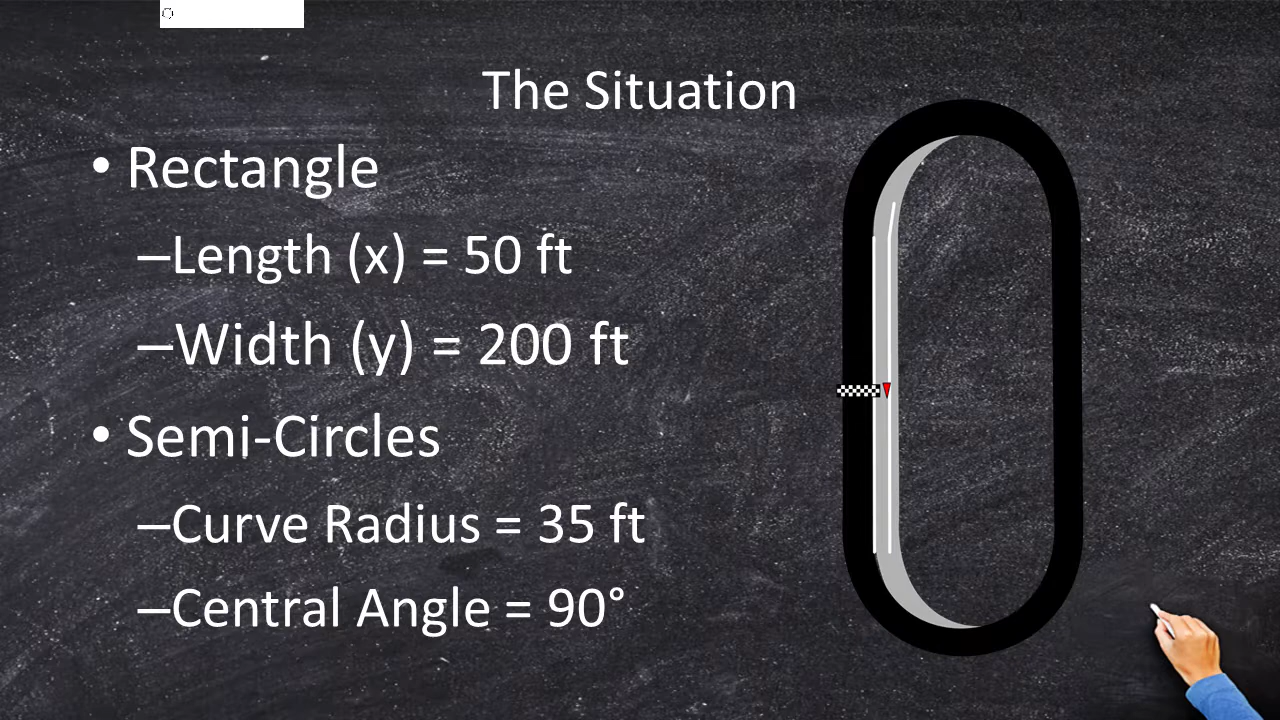 The Situation
• Rectangle
–Length (x) = 50 ft
–Width (y) = 200 ft
• Semi-Circles
–Curve Radius = 35 ft
–Central Angle = 90°